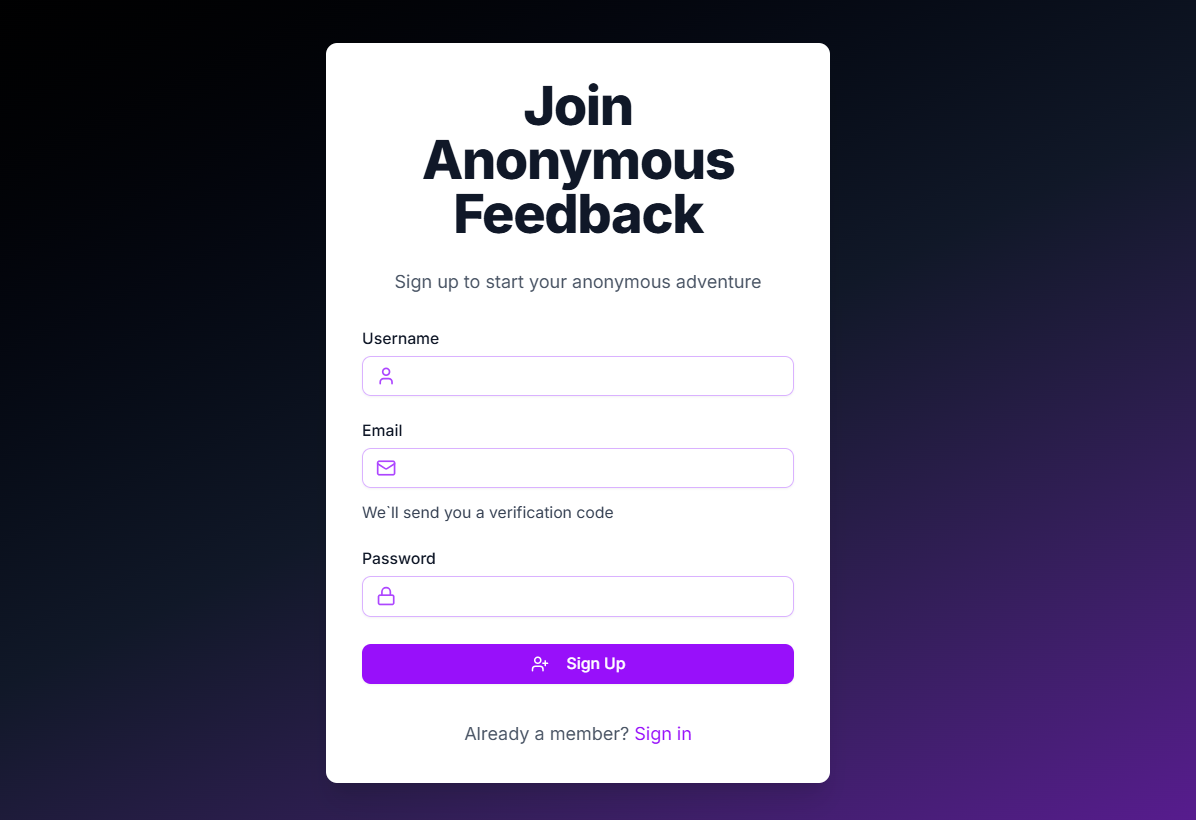 Join
Anonymous
Feedback
Sign up to start your anonymous adventure
Username
Email
We`ll send you a verification code
Password
Sign Up
Already a member? Sign in